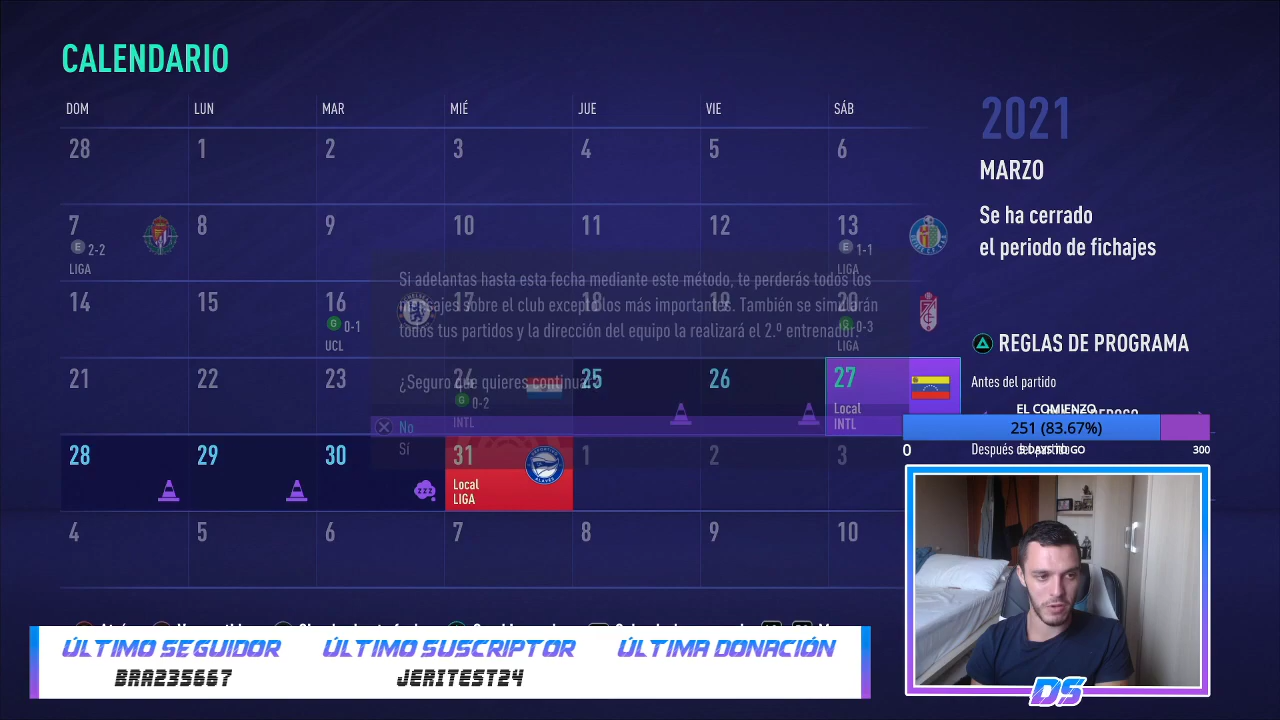 CALENDARIO
DOM LUN MAR MIÉ JUE VIE SÁB
28 1 2 3 4 5 6
7 8 9 10 11 12 13
E 2-2 E 1-1
LIGA LIGA
14 15 16 17 18 19 20
G 0-1 G 0-3
UCL LIGA
21 22 23 24 25 26 27
G 0-2 Local
INTL INTL
28 29 30 31 1 2 3
zzz Local
LIGA
4 5 6 7 8 9 10
Si adelantas hasta esta fecha mediante este método, te perderás todos los
mensajes sobre el club excepto los más importantes. También se simularán
todos tus partidos y la dirección del equipo la realizará el 2.º entrenador.
¿Seguro que quieres continuar?
No
Sí
2021
MARZO
Se ha cerrado
el periodo de fichajes
REGLAS DE PROGRAMA
Antes del partido
EL COMIENZO
251 (83.67%)
0 300
Después del partido
ÚLTIMO SEGUIDOR ÚLTIMO SUSCRIPTOR ÚLTIMA DONACIÓN
BRA235667 JERITEST24
DS